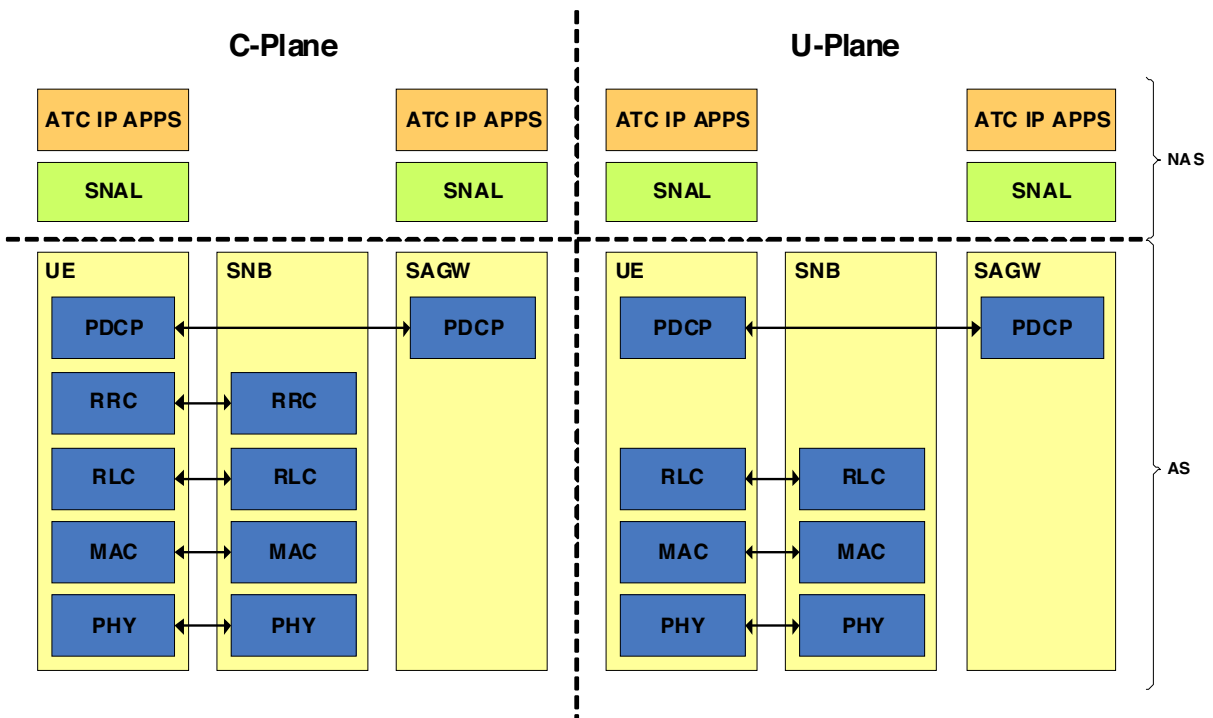 C-Plane U-Plane
ATC IP APPS ATC IP APPS ATC IP APPS ATC IP APPS
NAS
SNAL SNAL SNAL SNAL
UE SNB SAGW UE SNB SAGW
PDCP PDCP PDCP PDCP
RRC RRC
RLC RLC RLC RLC
AS
MAC MAC MAC MAC
PHY PHY PHY PHY